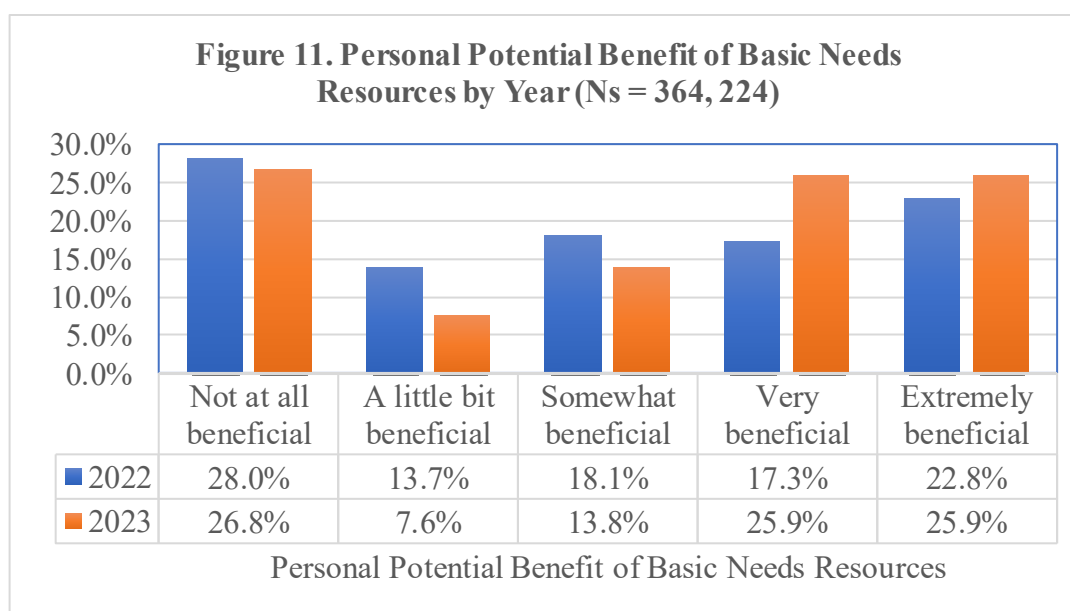 Figure 11. Personal Potential Benefit of Basic Needs
Resources by Year (Ns = 364, 224)
30.0%
25.0%
20.0%
15.0%
10.0%
5.0%
0.0%
Not at all beneficial
A little bit beneficial
Somewhat beneficial
Very beneficial
Extremely beneficial
2022 28.0% 13.7% 18.1% 17.3% 22.8%
2023 26.8% 7.6% 13.8% 25.9% 25.9%
Personal Potential Benefit of Basic Needs Resources